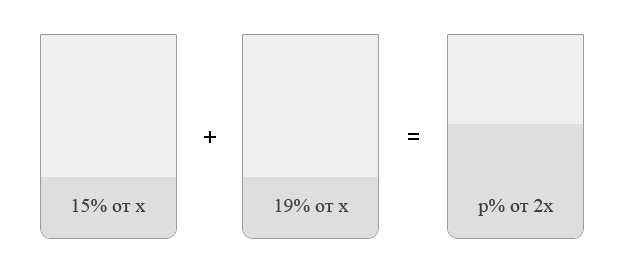 15% от x + 19% от x = p% от 2x